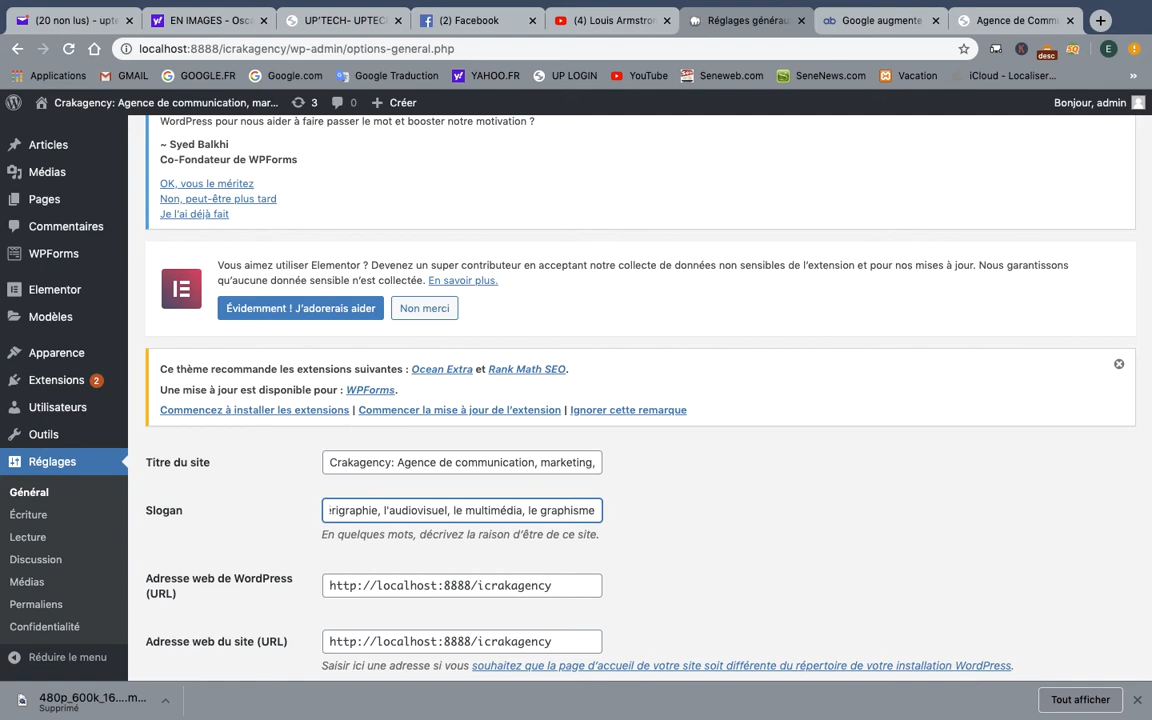 (20 non lus) - upte
EN IMAGES - Osca
UP'TECH- UPTECH
(2) Facebook
(4) Louis Armstron
Réglages généraux
Google augmente
Agence de Comm
localhost:8888/icrakagency/wp-admin/options-general.php
E
Applications
GMAIL
GOOGLE.FR
Google.com
Google Traduction
YAHOO.FR
UP LOGIN
YouTube
Seneweb.com
SeneNews.com
Vacation
iCloud - Localiser...
desc
SQ
Crakagency: Agence de communication, mar...
3
0
Créer
Bonjour, admin
Articles
Médias
Pages
Commentaires
WPForms
Elementor
Modèles
Apparence
Extensions 2
Utilisateurs
Outils
Réglages
Général
Écriture
Lecture
Discussion
Médias
Permaliens
Confidentialité
Réduire le menu
WordPress pour nous aider à faire passer le mot et booster notre motivation ?
~ Syed Balkhi
Co-Fondateur de WPForms
OK, vous le méritez
Non, peut-être plus tard
Je l'ai déjà fait
Vous aimez utiliser Elementor ? Devenez un super contributeur en acceptant notre collecte de données non sensibles de l'extension et pour nos mises à jour. Nous garantissons
qu'aucune donnée sensible n'est collectée. En savoir plus.
Évidemment ! J'adorerais aider
Non merci
Ce thème recommande les extensions suivantes : Ocean Extra et Rank Math SEO.
Une mise à jour est disponible pour : WPForms.
Commencez à installer les extensions | Commencer la mise à jour de l'extension | Ignorer cette remarque
Titre du site
Crakagency: Agence de communication, marketing,
Slogan
érigraphie, l'audiovisuel, le multimédia, le graphisme
En quelques mots, décrivez la raison d'être de ce site.
Adresse web de WordPress
(URL)
http://localhost:8888/icrakagency
Adresse web du site (URL)
http://localhost:8888/icrakagency
Saisir ici une adresse si vous souhaitez que la page d'accueil de votre site soit différente du répertoire de votre installation WordPress.
480p_600k_16....m...
Supprimé
Tout afficher